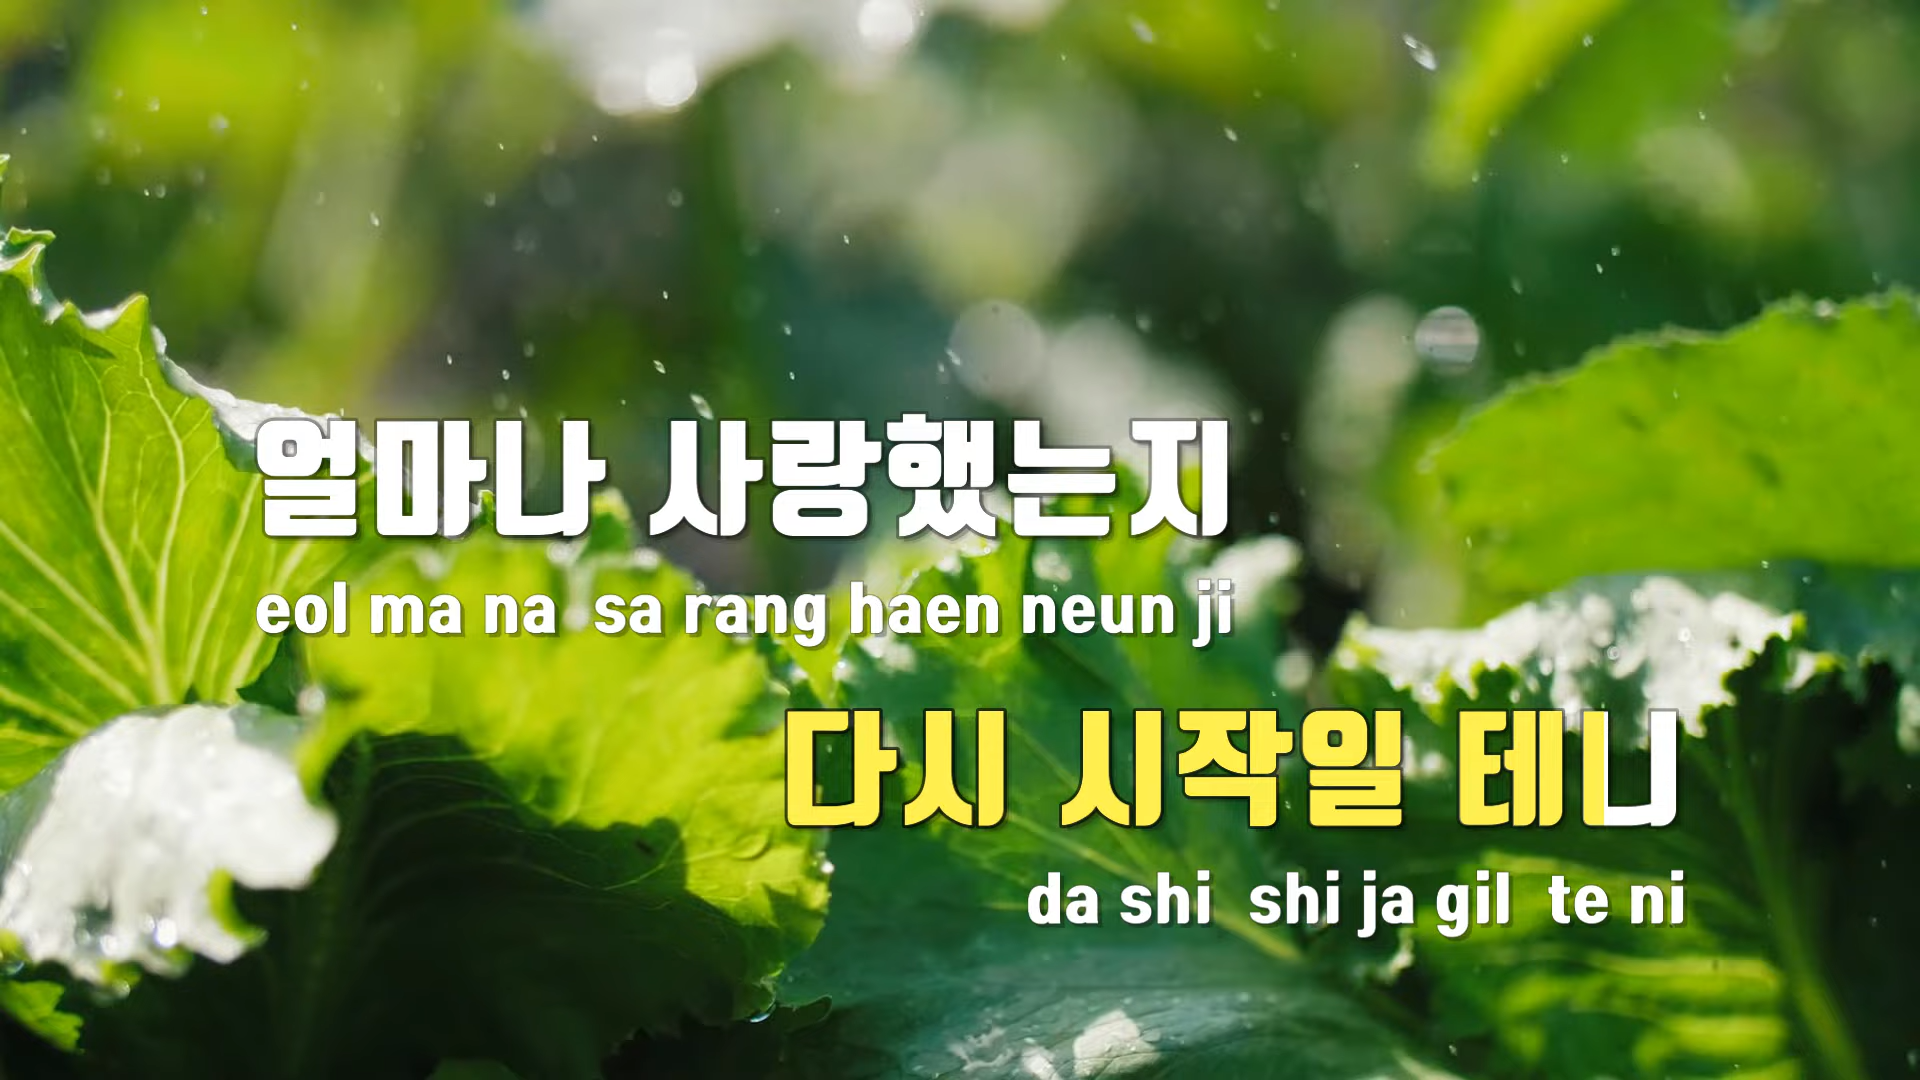 얼마나 사랑했는지
eol ma na sa rang haen neun ji
다시 시작일 테니
da shi shi ja gil te ni